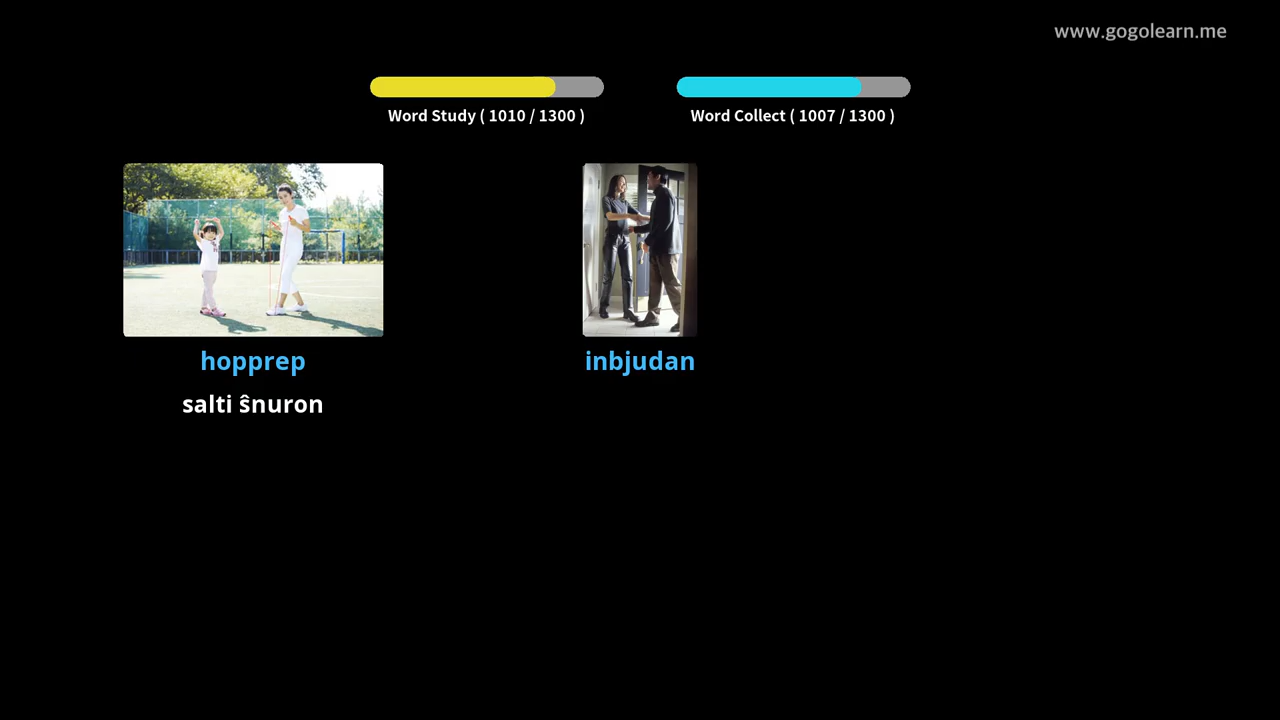 www.gogolearn.me
Word Study ( 1010 / 1300 )
Word Collect ( 1007 / 1300 )
hopprep
inbjudan
salti ŝnuron